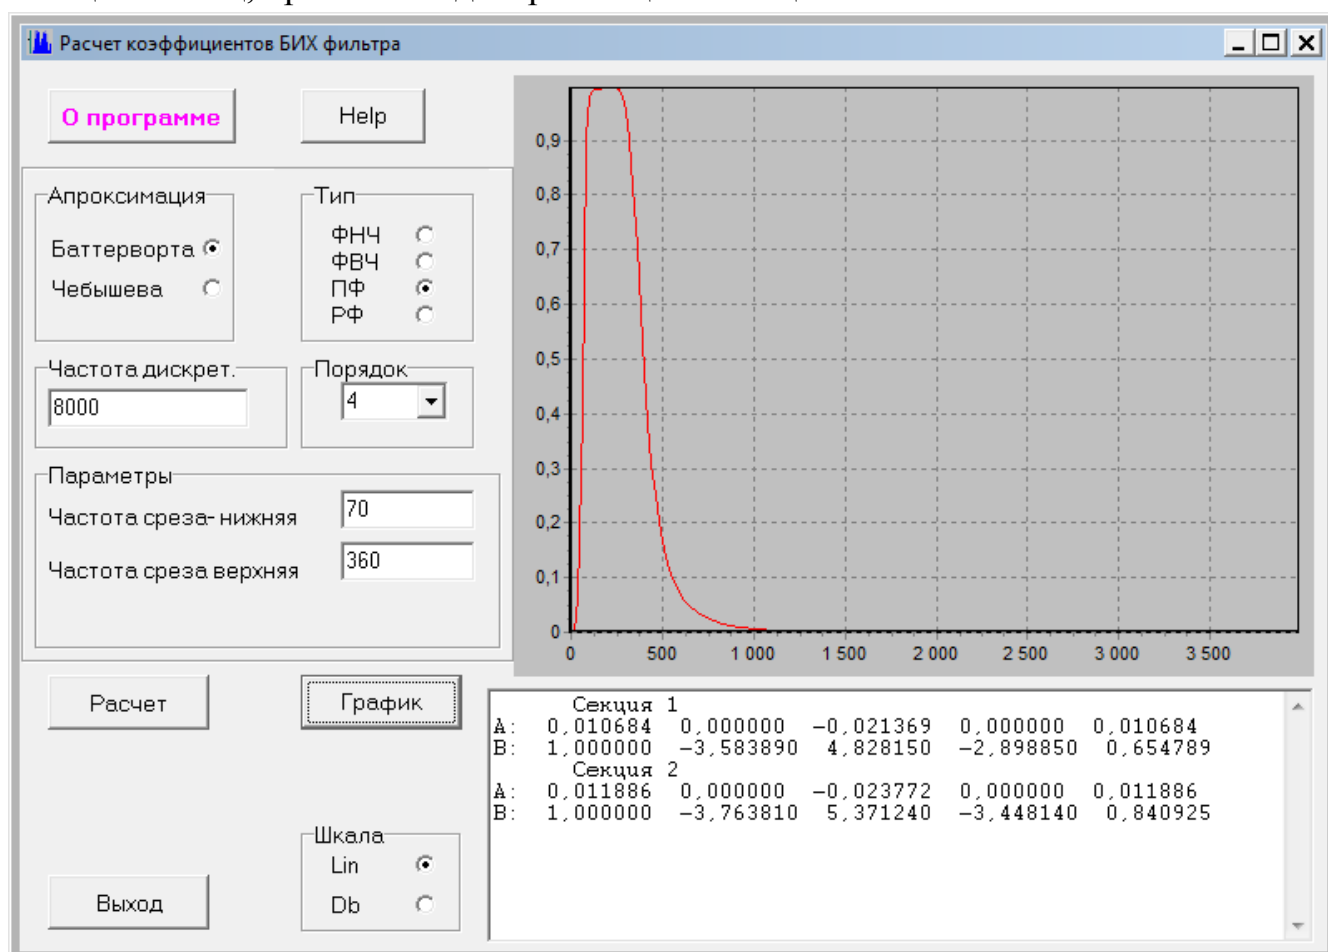 Расчет коэффициентов БИХ фильтра
О программе
Help
Апроксимация
Баттерворта
Чебышева
Тип
ФНЧ
ФВЧ
ПФ
РФ
Частота дискрет.
8000
Порядок
4
Параметры
Частота среза- нижняя
70
Частота среза верхняя
360
Расчет
График
Шкала
Lin
Db
Выход
0,9
0,8
0,7
0,6
0,5
0,4
0,3
0,2
0,1
0
0 500 1 000 1 500 2 000 2 500 3 000 3 500
Секция 1
A: 0,010684 0,000000 -0,021369 0,000000 0,010684
B: 1,000000 -3,583890 4,828150 -2,898850 0,654789
Секция 2
A: 0,011886 0,000000 -0,023772 0,000000 0,011886
B: 1,000000 -3,763810 5,371240 -3,448140 0,840925